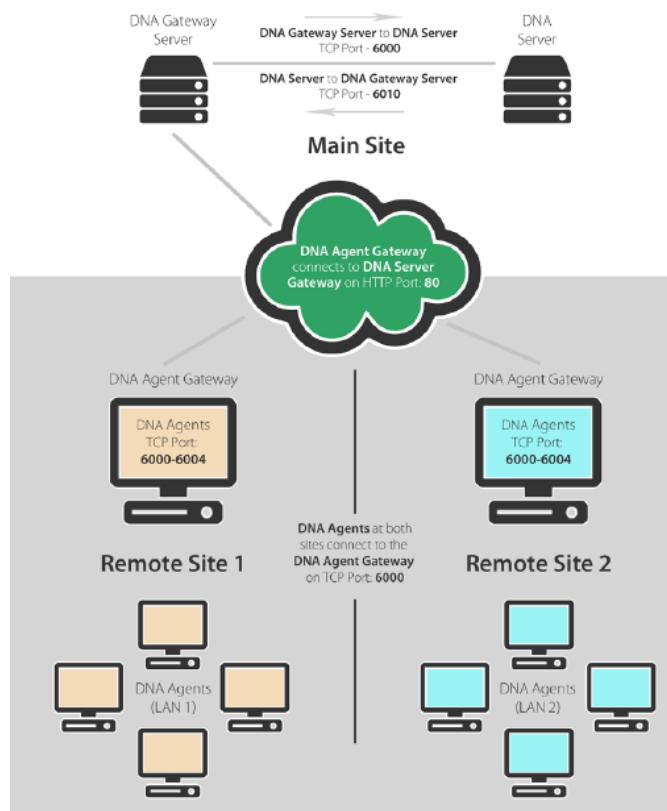 DNA Gateway
Server
DNA Gateway Server to DNA Server
TCP Port - 6000
DNA
Server
DNA Server to DNA Gateway Server
TCP Port - 6010
Main Site
DNA Agent Gateway
connects to DNA Server
Gateway on HTTP Port: 80
DNA Agent Gateway
DNA Agents
TCP Port:
6000-6004
Remote Site 1
DNA Agent Gateway
DNA Agents
TCP Port:
6000-6004
Remote Site 2
DNA Agents at both
sites connect to the
DNA Agent Gateway
on TCP Port: 6000
DNA Agents
(LAN 1)
DNA Agents
(LAN 2)